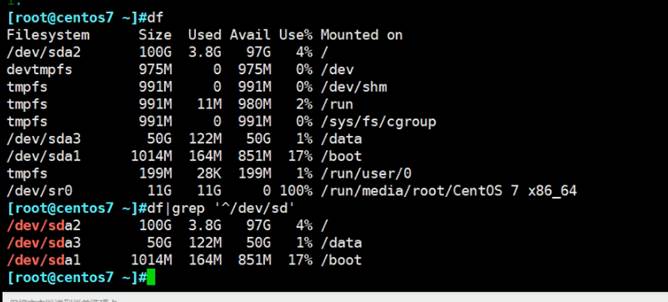 [root@centos7 ~]#df
Filesystem Size Used Avail Use% Mounted on
/dev/sda2 100G 3.8G 97G 4% /
devtmpfs 975M 0 975M 0% /dev
tmpfs 991M 0 991M 0% /dev/shm
tmpfs 991M 11M 980M 2% /run
tmpfs 991M 0 991M 0% /sys/fs/cgroup
/dev/sda3 50G 122M 50G 1% /data
/dev/sda1 1014M 164M 851M 17% /boot
tmpfs 199M 28K 199M 1% /run/user/0
/dev/sr0 11G 11G 0 100% /run/media/root/CentOS 7 x86_64
[root@centos7 ~]#df|grep '^/dev/sd'
/dev/sda2 100G 3.8G 97G 4% /
/dev/sda3 50G 122M 50G 1% /data
/dev/sda1 1014M 164M 851M 17% /boot
[root@centos7 ~]#